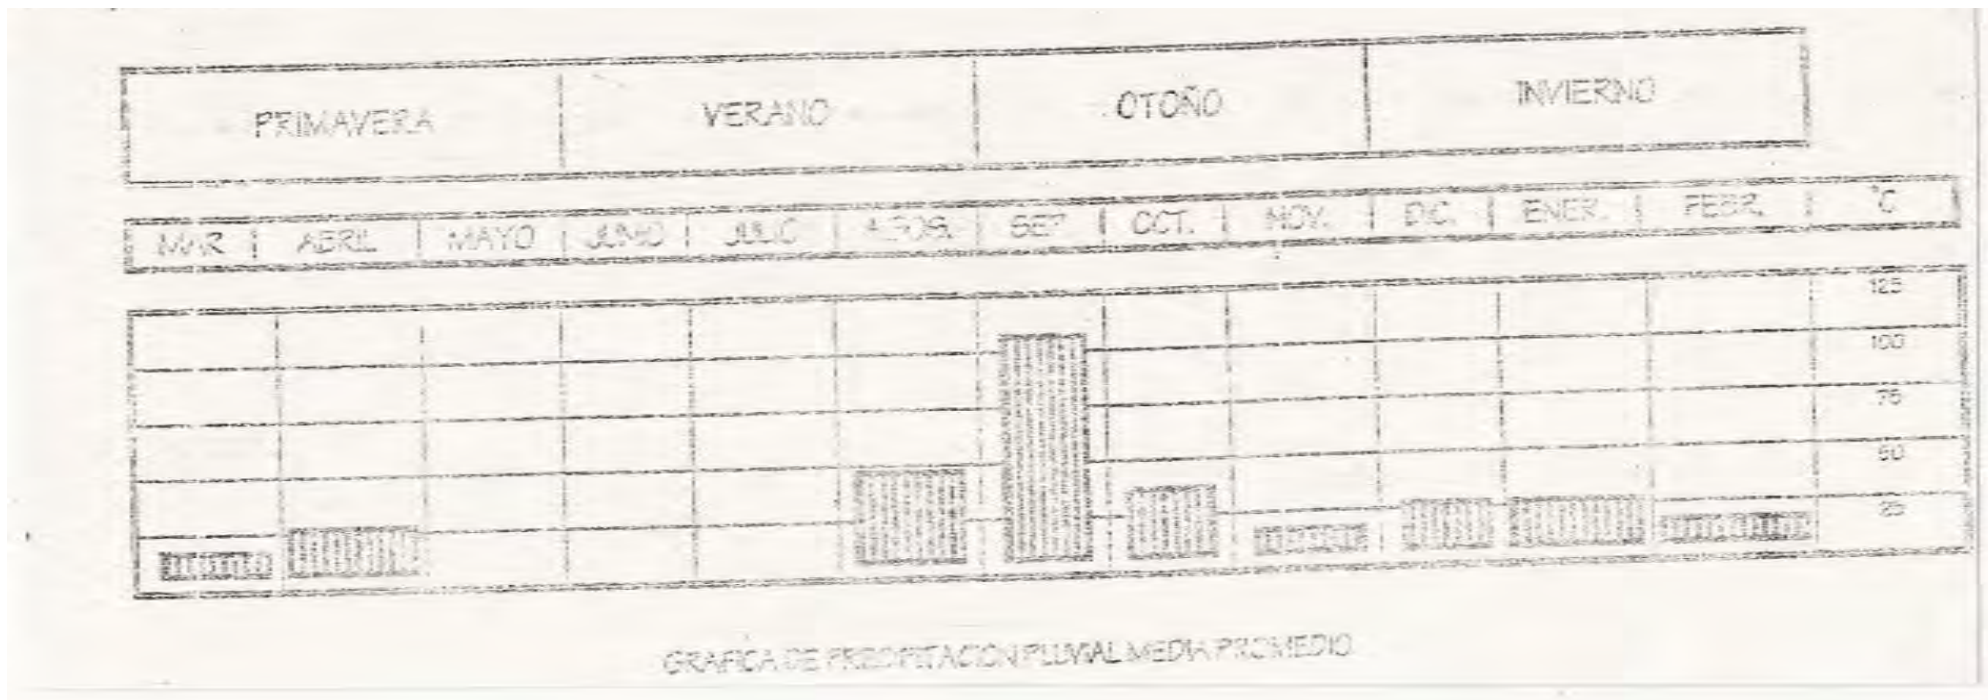 PRIMAVERA VERANO OTOÑO INVIERNO
MAR ABRIL MAYO JUNIO JULIO AGOS. SEP OCT. NOV. DIC. ENER. FEBR. °C
125
100
75
50
25
GRAFICA DE PRECIPITACION PLUVIAL MEDIA PROMEDIO